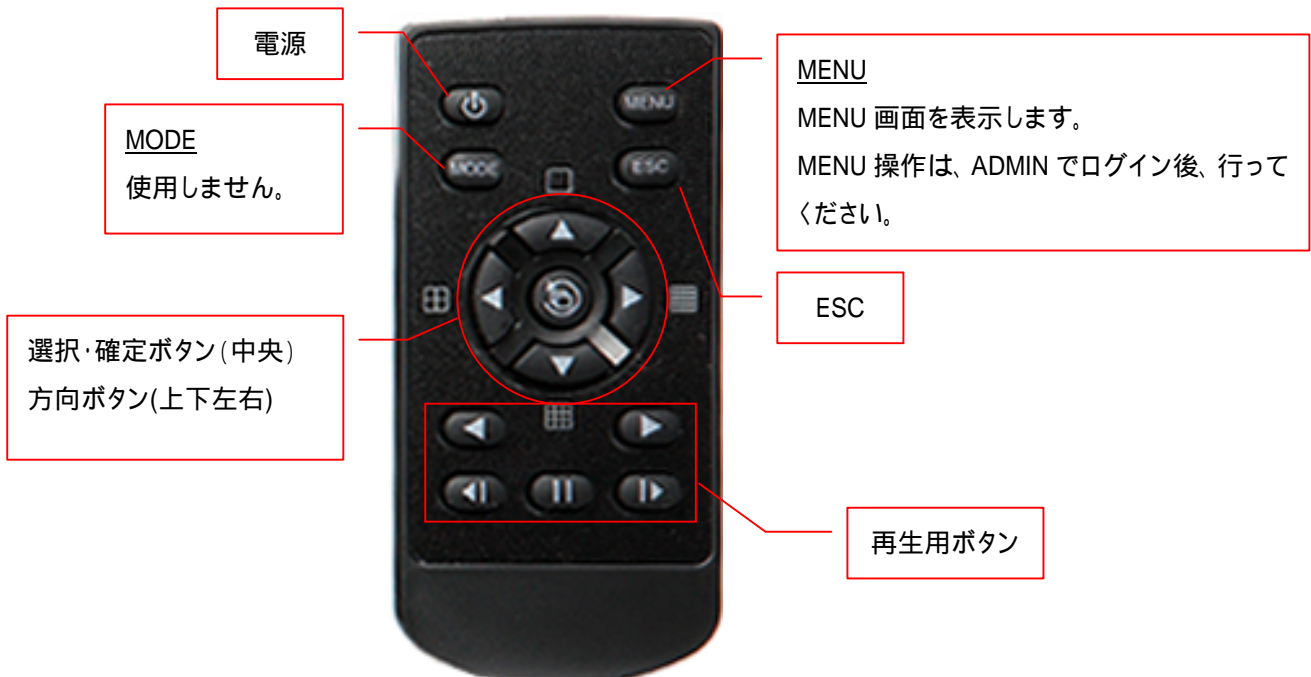 電源
MENU
MENU 画面を表示します。
MENU 操作は、ADMIN でログイン後、行って
ください。
MODE
使用しません。
ESC
選択・確定ボタン(中央)
方向ボタン(上下左右)
再生用ボタン
MENU
MODE
ESC